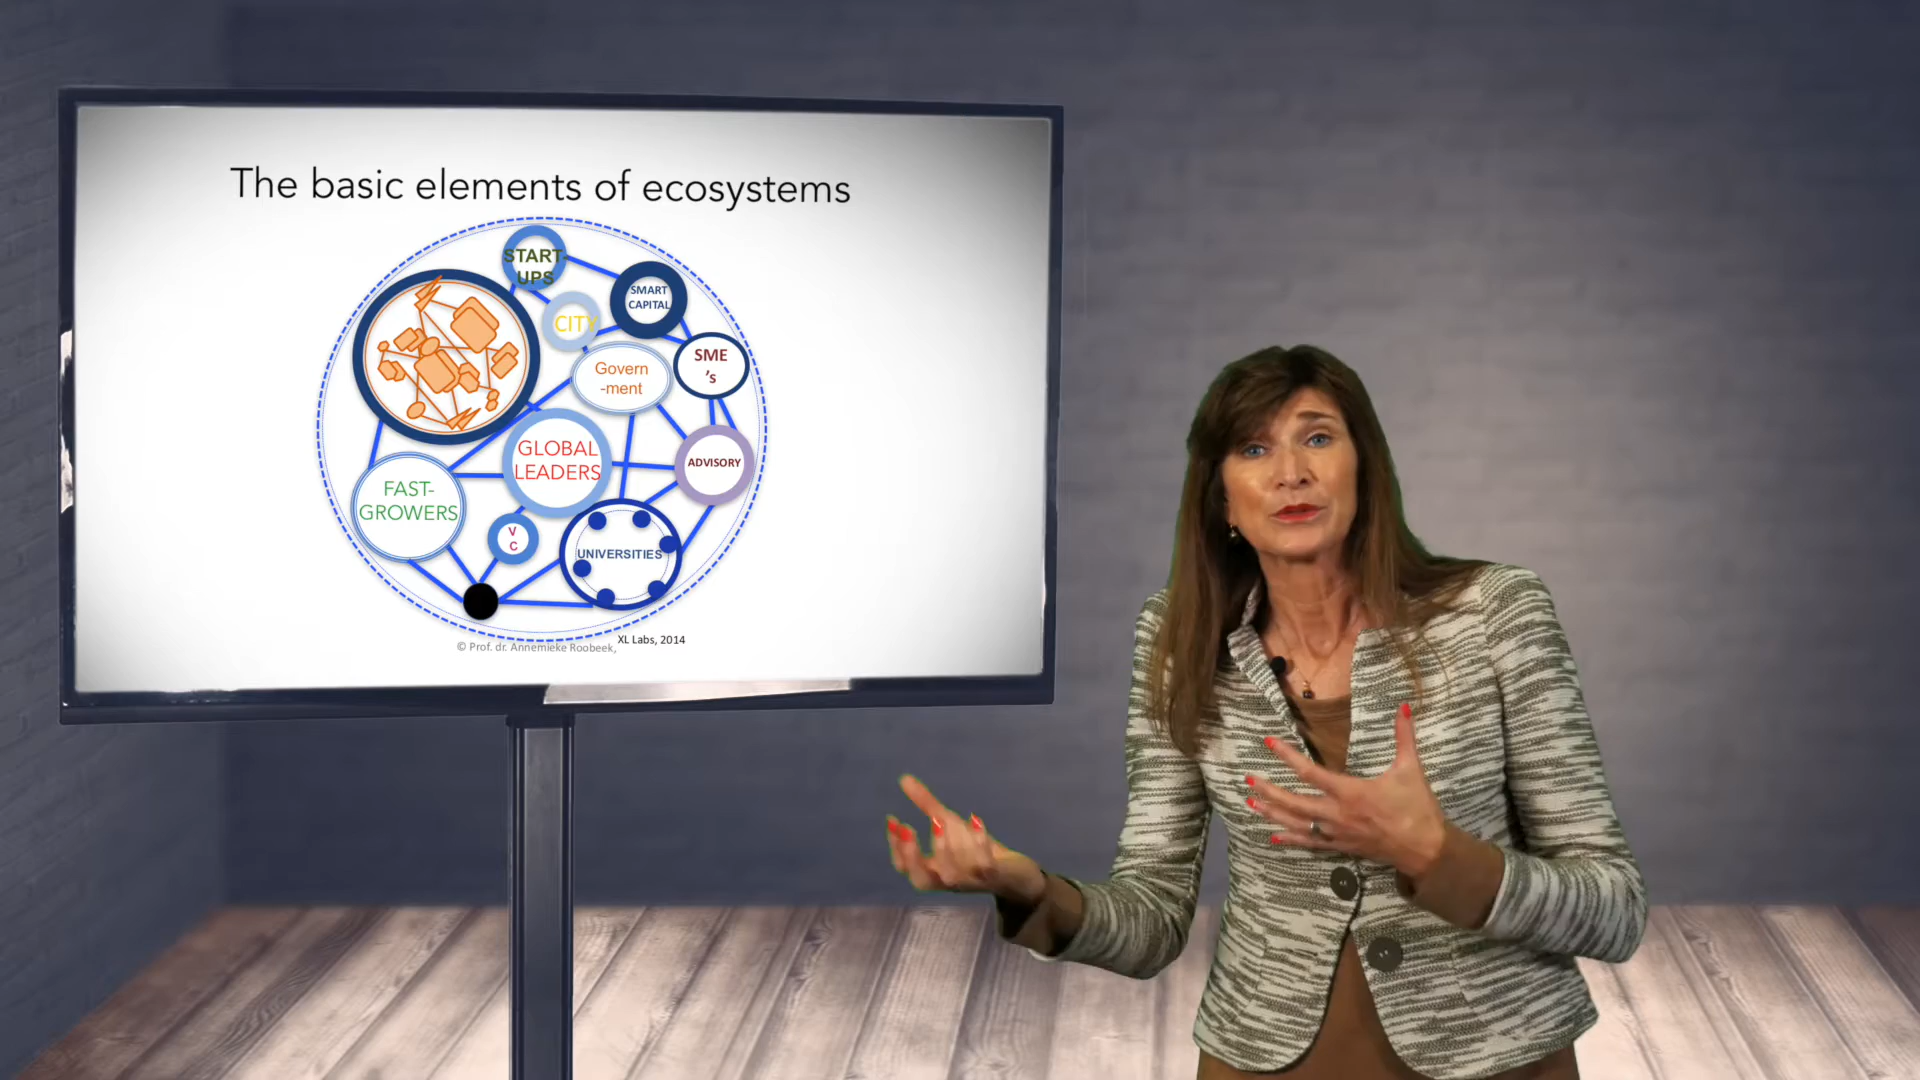 The basic elements of ecosystems
START-
UPS
SMART
CAPITAL
CITY
SME
’s
Govern
-ment
GLOBAL
LEADERS
ADVISORY
FAST-
GROWERS
V
C
UNIVERSITIES
XL Labs, 2014
© Prof. dr. Annemieke Roobeek,